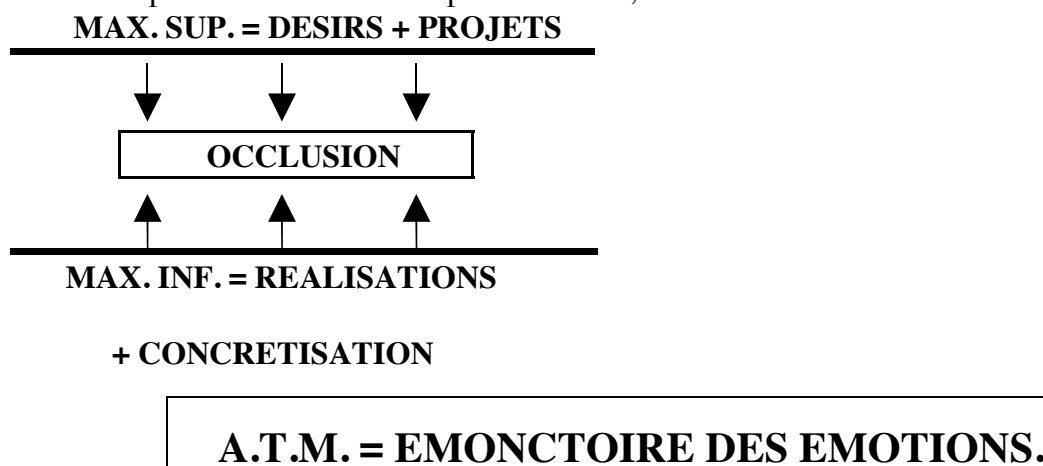 MAX. SUP. = DESIRS + PROJETS
OCCLUSION
MAX. INF. = REALISATIONS
+ CONCRETISATION
A.T.M. = EMONCTOIRE DES EMOTIONS.